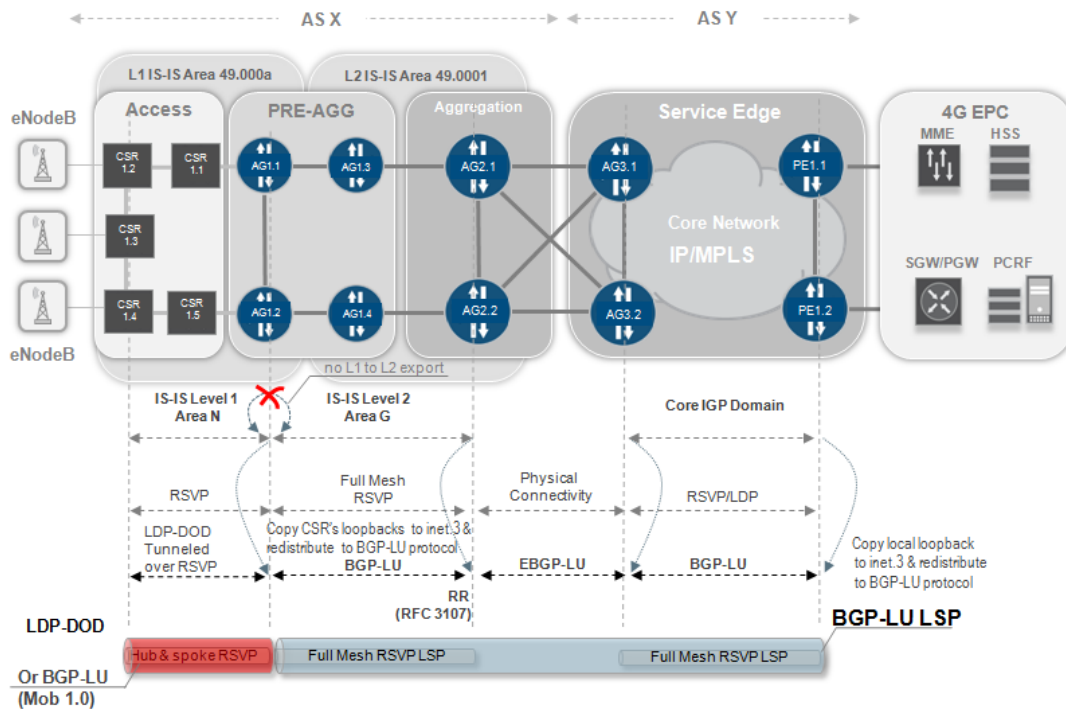 AS X
AS Y
L1 IS-IS Area 49.000a
L2 IS-IS Area 49.0001
Access
PRE-AGG
Aggregation
Service Edge
4G EPC
eNodeB
MME
HSS
CSR
1.2
CSR
1.1
AG1.1
AG1.3
AG2.1
AG3.1
PE1.1
CSR
1.3
Core Network
IP/MPLS
SGW/PGW
PCRF
CSR
1.4
CSR
1.5
AG1.2
AG1.4
AG2.2
AG3.2
PE1.2
eNodeB
no L1 to L2 export
IS-IS Level 1
Area N
IS-IS Level 2
Area G
Core IGP Domain
RSVP
Full Mesh
RSVP
Physical
Connectivity
RSVP/LDP
LDP-DOD
Tunneled
over RSVP
Copy CSR's loopbacks to inet.3 &
redistribute to BGP-LU protocol
BGP-LU
EBGP-LU
BGP-LU
Copy local loopback
to inet.3 & redistribute
to BGP-LU protocol
RR
(RFC 3107)
LDP-DOD
BGP-LU LSP
Hub & spoke RSVP
Full Mesh RSVP LSP
Full Mesh RSVP LSP
Or BGP-LU
(Mob 1.0)